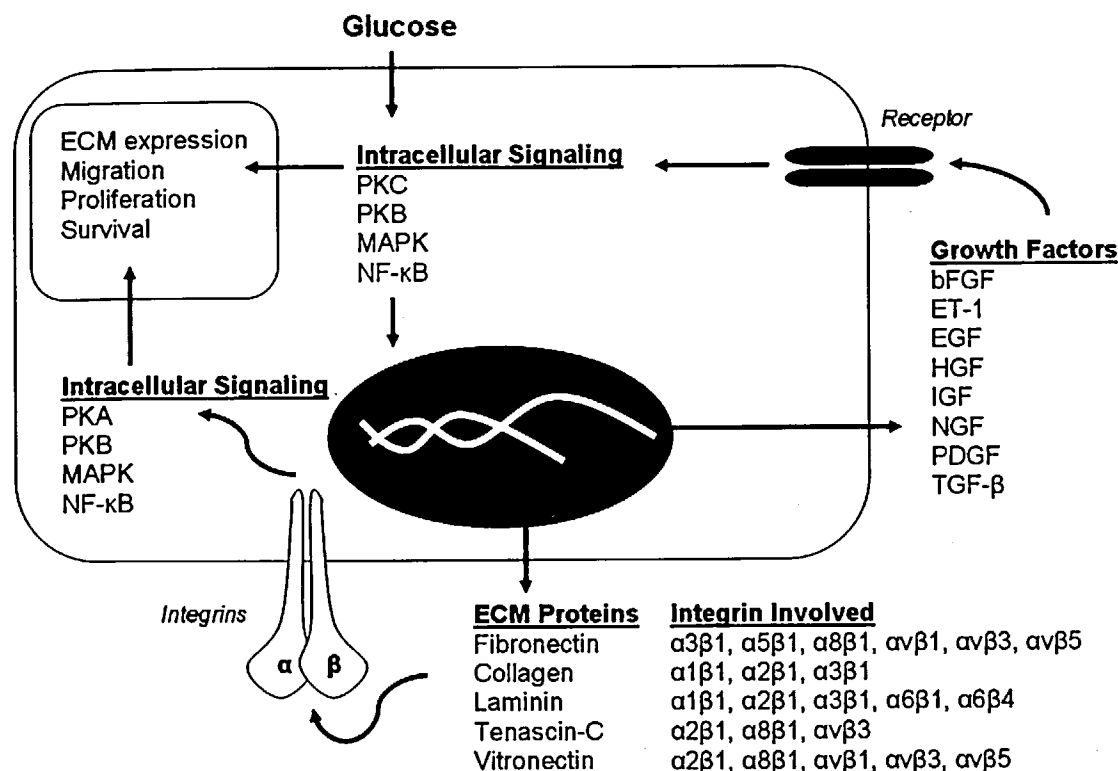 Glucose
Receptor
ECM expression
Migration
Proliferation
Survival
Intracellular Signaling
PKC
PKB
MAPK
NF-κB
Growth Factors
bFGF
ET-1
EGF
HGF
IGF
NGF
PDGF
TGF-β
Intracellular Signaling
PKA
PKB
MAPK
NF-κB
Integrins
α β
ECM Proteins Integrin Involved
Fibronectin α3β1, α5β1, α8β1, αvβ1, αvβ3, αvβ5
Collagen α1β1, α2β1, α3β1
Laminin α1β1, α2β1, α3β1, α6β1, α6β4
Tenascin-C α2β1, α8β1, αvβ3
Vitronectin α2β1, α8β1, αvβ1, αvβ3, αvβ5